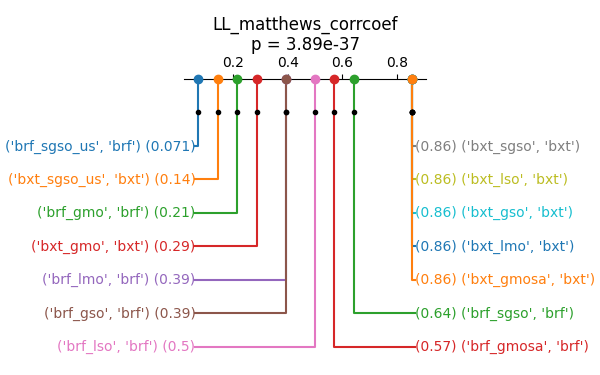 LL_matthews_corrcoef
p = 3.89e-37
0.2 0.4 0.6 0.8
('brf_sgso_us', 'brf') (0.071)
(0.86) ('bxt_sgso', 'bxt')
('bxt_sgso_us', 'bxt') (0.14)
(0.86) ('bxt_lso', 'bxt')
('brf_gmo', 'brf') (0.21)
(0.86) ('bxt_gso', 'bxt')
('bxt_gmo', 'bxt') (0.29)
(0.86) ('bxt_lmo', 'bxt')
('brf_lmo', 'brf') (0.39)
(0.86) ('bxt_gmosa', 'bxt')
('brf_gso', 'brf') (0.39)
(0.64) ('brf_sgso', 'brf')
('brf_lso', 'brf') (0.5)
(0.57) ('brf_gmosa', 'brf')